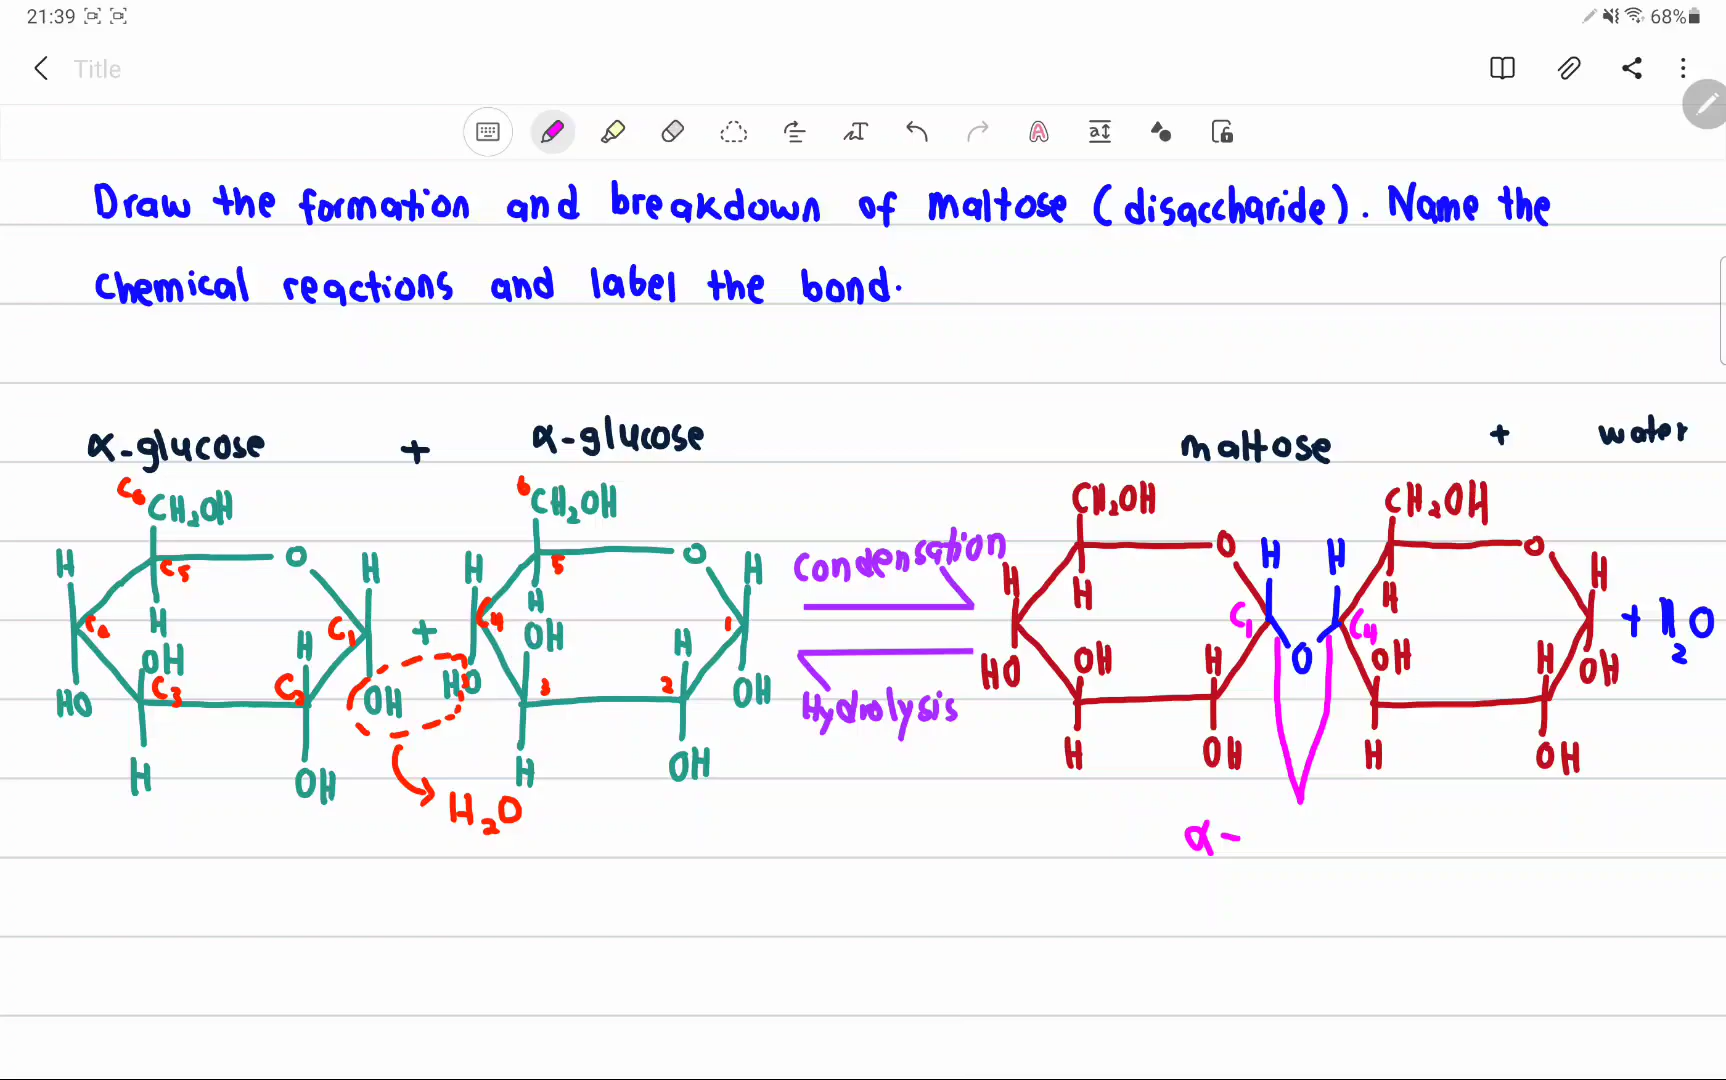 21:39 68%
Title
Draw the formation and breakdown of maltose (disaccharide). Name the
chemical reactions and label the bond.
α-glucose + α-glucose maltose + water
C6 CH2OH 6 CH2OH CH2OH CH2OH
H O H H O H Condensation H O H H O H
C5 5
H H H H
C4 C1 + C4 1 C1 C4 + H2O
OH H OH H HO OH H O OH H OH
C3 C2 3 2
HO OH HO OH Hydrolysis
H OH H OH H OH H OH
H2O
α-